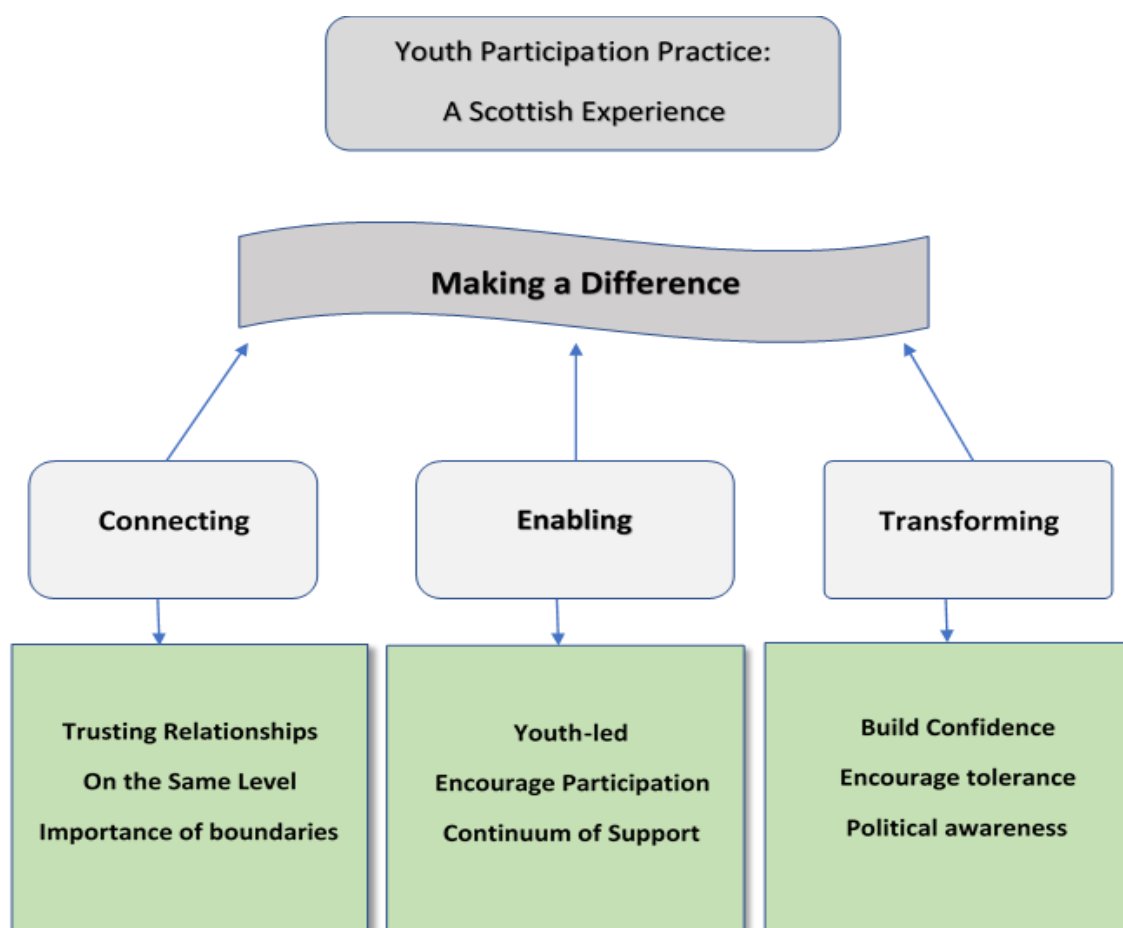 Youth Participation Practice:
A Scottish Experience
Making a Difference
Connecting
Enabling
Transforming
Trusting Relationships
On the Same Level
Importance of boundaries
Youth-led
Encourage Participation
Continuum of Support
Build Confidence
Encourage tolerance
Political awareness